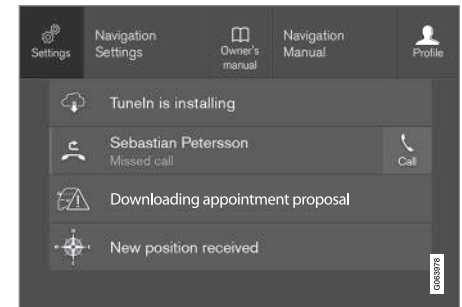 Settings
Navigation
Settings
Owner's
manual
Navigation
Manual
Profile
TuneIn is installing
Sebastian Petersson
Missed call
Call
Downloading appointment proposal
New position received
G063978